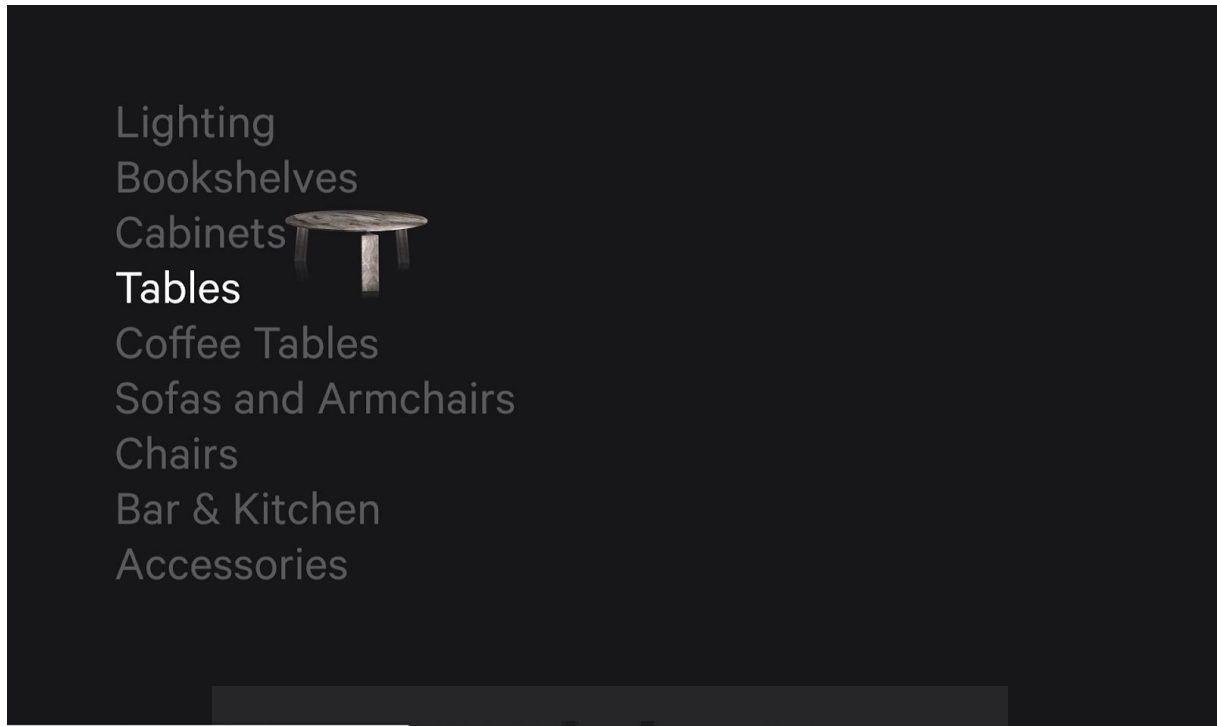 Lighting
Bookshelves
Cabinets
Tables
Coffee Tables
Sofas and Armchairs
Chairs
Bar & Kitchen
Accessories